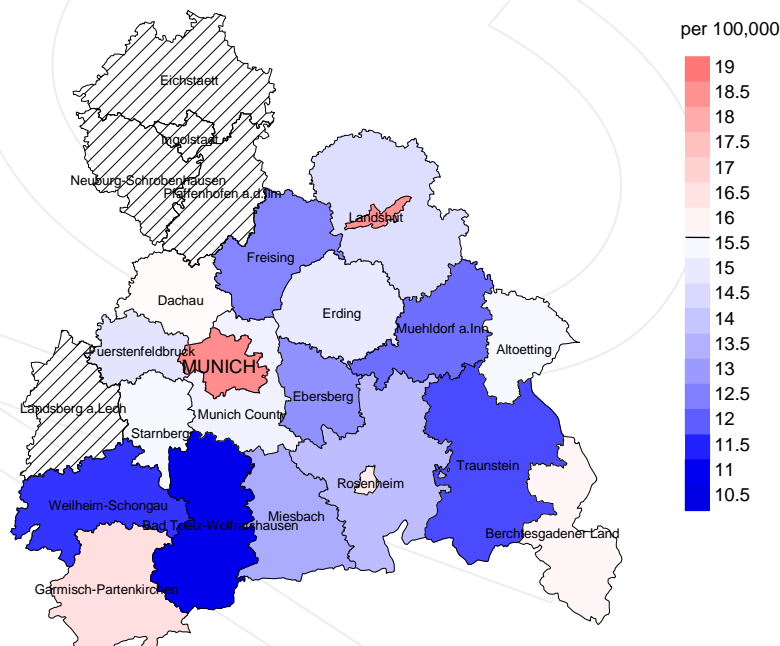 per 100,000
19
18.5
18
17.5
17
16.5
16
15.5
15
14.5
14
13.5
13
12.5
12
11.5
11
10.5
Eichstaett
Ingolstadt
Neuburg-Schrobenhausen
Pfaffenhofen a.d.Ilm
Landshut
Freising
Dachau
Erding
Muehldorf a.Inn
Altoetting
Fuerstenfeldbruck
MUNICH
Ebersberg
Landsberg a.Lech
Munich County
Starnberg
Traunstein
Rosenheim
Weilheim-Schongau
Miesbach
Bad Toelz-Wolfratshausen
Berchtesgadener Land
Garmisch-Partenkirchen